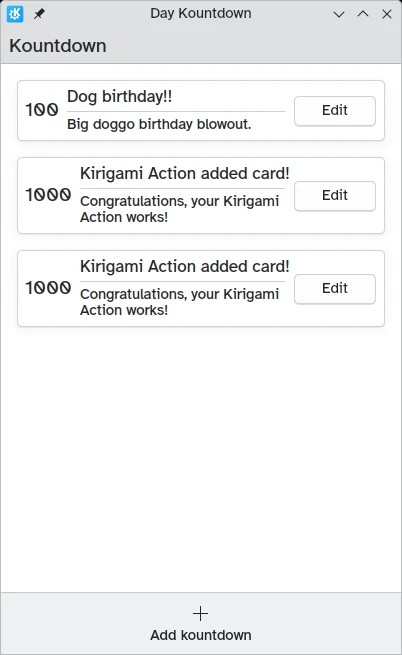 Day Kountdown
Kountdown
100
Dog birthday!!
Big doggo birthday blowout.
Edit
1000
Kirigami Action added card!
Congratulations, your Kirigami
Action works!
Edit
1000
Kirigami Action added card!
Congratulations, your Kirigami
Action works!
Edit
Add kountdown